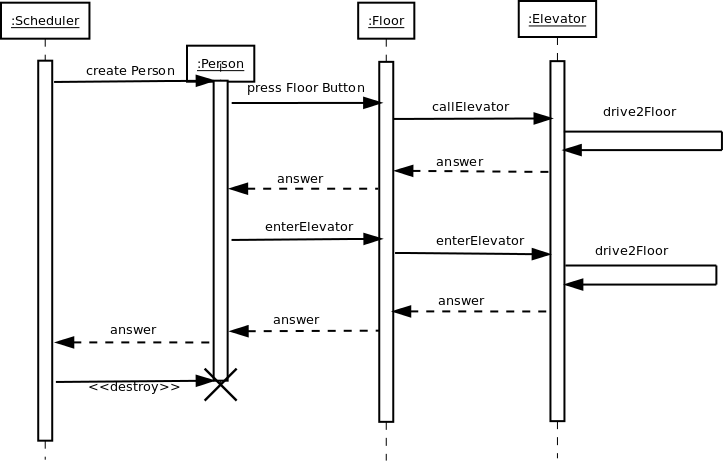 :Scheduler
:Floor
:Elevator
:Person
create Person
press Floor Button
callElevator
drive2Floor
answer
answer
enterElevator
enterElevator
drive2Floor
answer
answer
answer
<<destroy>>